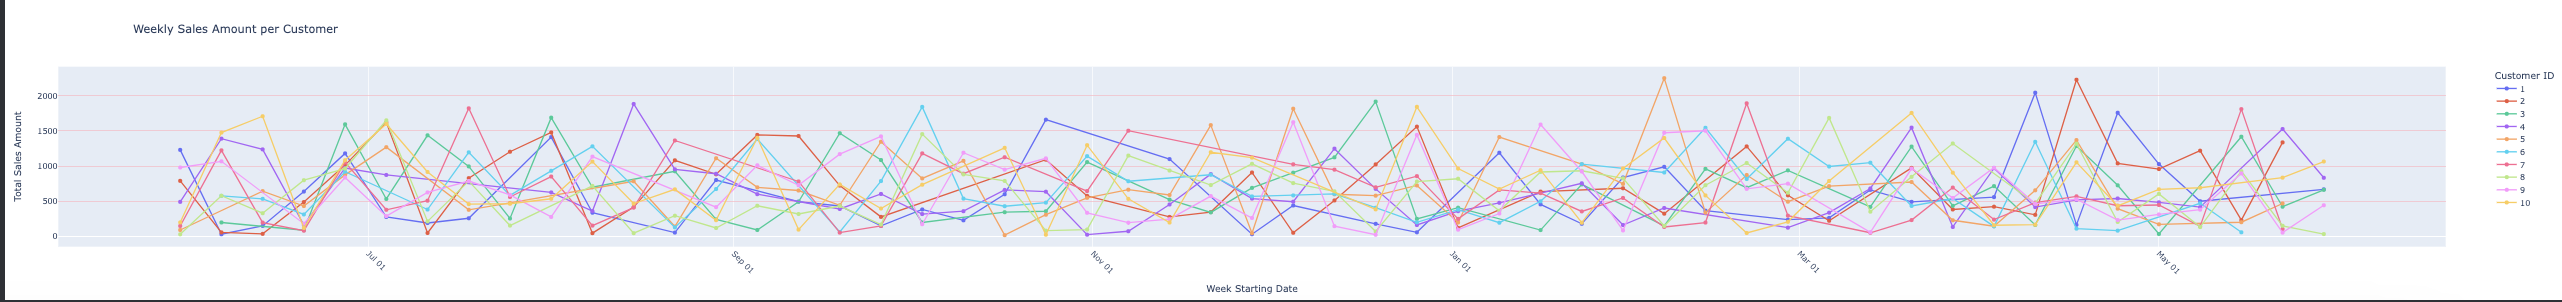 Weekly Sales Amount per Customer
Total Sales Amount
2000
1500
1000
500
0
Jul 01
Sep 01
Nov 01
Jan 01
Mar 01
May 01
Week Starting Date
Customer ID
1
2
3
4
5
6
7
8
9
10